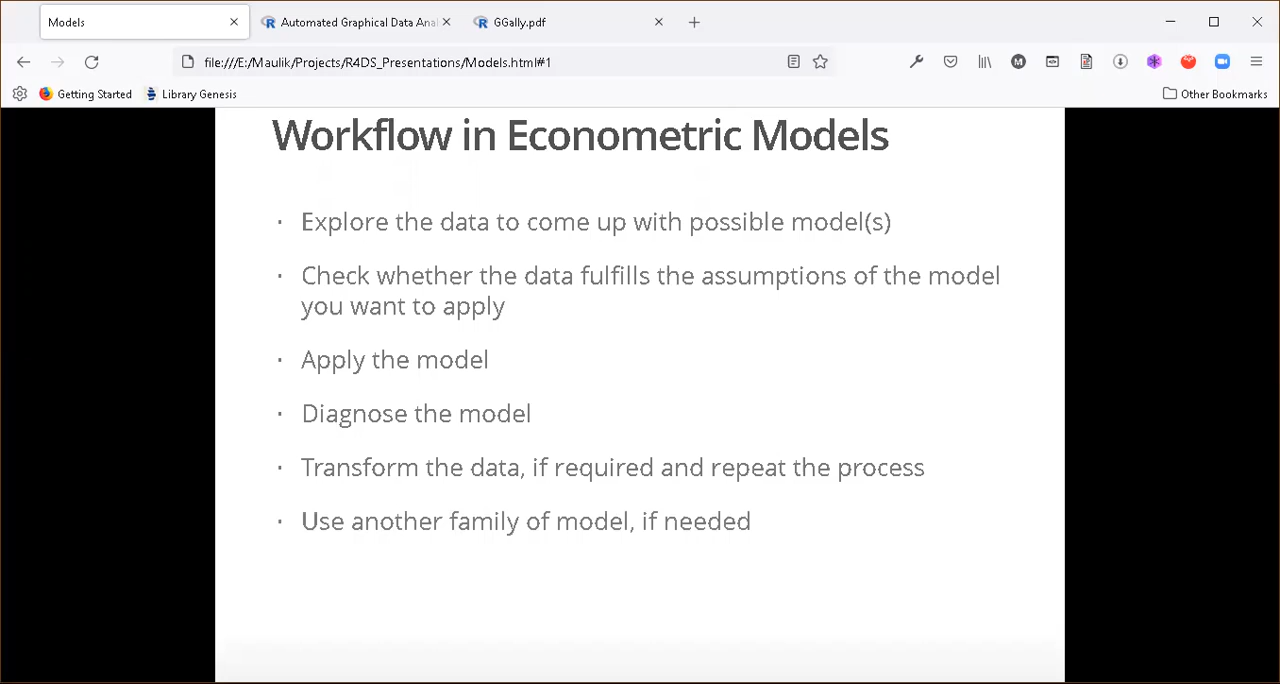 Models
Automated Graphical Data Anal
GGally.pdf
file:///E:/Maulik/Projects/R4DS_Presentations/Models.html#1
Getting Started
Library Genesis
Other Bookmarks
Workflow in Econometric Models
· Explore the data to come up with possible model(s)
· Check whether the data fulfills the assumptions of the model
you want to apply
· Apply the model
· Diagnose the model
· Transform the data, if required and repeat the process
· Use another family of model, if needed